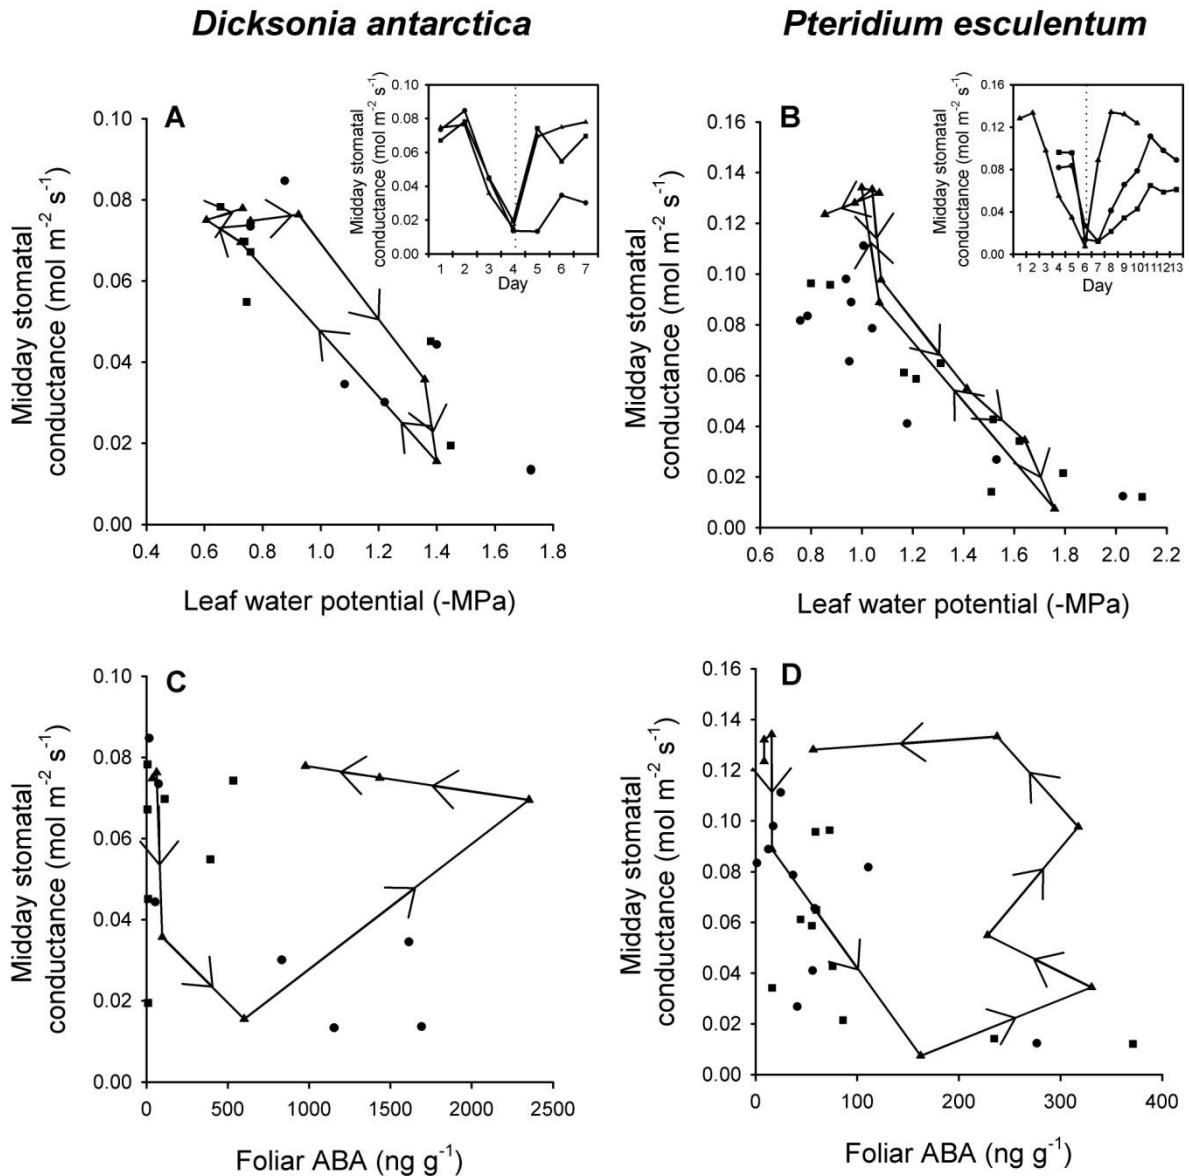 Dicksonia antarctica
Pteridium esculentum
A
Midday stomatal
conductance (mol m⁻² s⁻¹)
0.10
0.08
0.06
0.04
0.02
0.00
0.4 0.6 0.8 1.0 1.2 1.4 1.6 1.8
Leaf water potential (-MPa)
Midday stomatal
conductance (mol m⁻² s⁻¹)
0.10
0.08
0.06
0.04
0.02
0.00
1 2 3 4 5 6 7
Day
B
Midday stomatal
conductance (mol m⁻² s⁻¹)
0.16
0.14
0.12
0.10
0.08
0.06
0.04
0.02
0.00
0.6 0.8 1.0 1.2 1.4 1.6 1.8 2.0 2.2
Leaf water potential (-MPa)
Midday stomatal
conductance (mol m⁻² s⁻¹)
0.16
0.12
0.08
0.04
0.00
1 2 3 4 5 6 7 8 9 10 11 12 13
Day
C
Midday stomatal
conductance (mol m⁻² s⁻¹)
0.10
0.08
0.06
0.04
0.02
0.00
0 500 1000 1500 2000 2500
Foliar ABA (ng g⁻¹)
D
Midday stomatal
conductance (mol m⁻² s⁻¹)
0.16
0.14
0.12
0.10
0.08
0.06
0.04
0.02
0.00
0 100 200 300 400
Foliar ABA (ng g⁻¹)